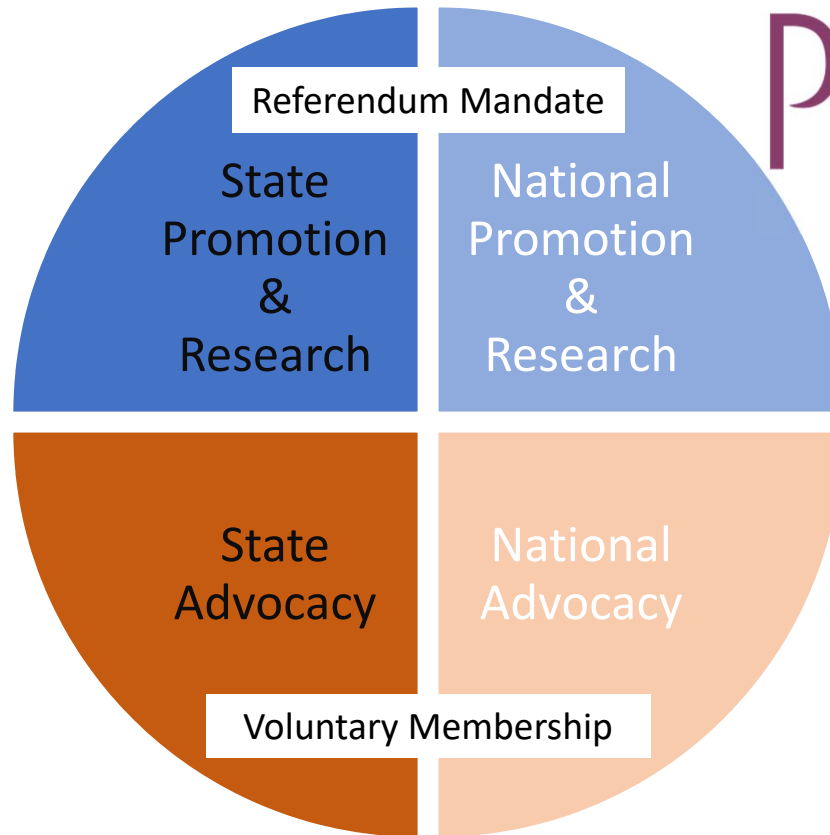 Referendum Mandate
State
Promotion
&
Research
National
Promotion
&
Research
State
Advocacy
National
Advocacy
Voluntary Membership
P